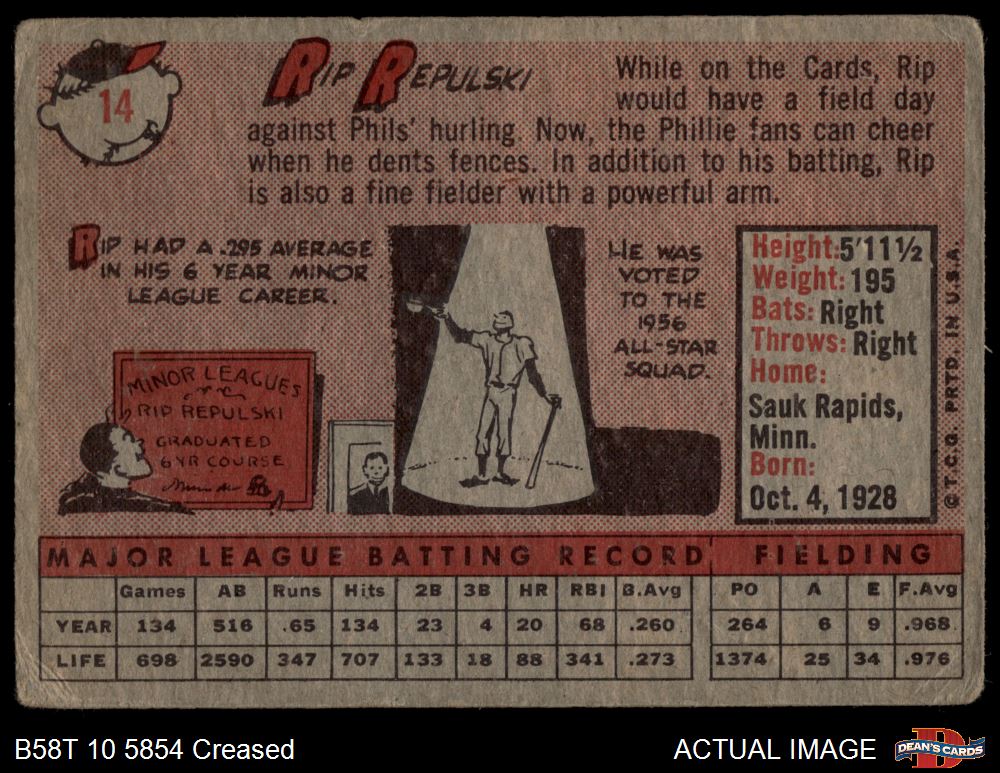 14
RIP REPULSKI
While on the Cards, Rip
would have a field day
against Phils' hurling. Now, the Phillie fans can cheer
when he dents fences. In addition to his batting, Rip
is also a fine fielder with a powerful arm.
RIP HAD A .295 AVERAGE
IN HIS 6 YEAR MINOR
LEAGUE CAREER.
MINOR LEAGUES
RIP REPULSKI
GRADUATED
6 YR COURSE
HE WAS
VOTED
TO THE
1956
ALL-STAR
SQUAD.
Height: 5'11½
Weight: 195
Bats: Right
Throws: Right
Home:
Sauk Rapids,
Minn.
Born:
Oct. 4, 1928
© T.C.G. PRTD. IN U.S.A.
MAJOR LEAGUE BATTING RECORD FIELDING
Games AB Runs Hits 2B 3B HR RBI B.Avg PO A E F.Avg
YEAR 134 516 .65 134 23 4 20 68 .260 264 6 9 .968
LIFE 698 2590 347 707 133 18 88 341 .273 1374 25 34 .976
B58T 10 5854 Creased
ACTUAL IMAGE
D
DEAN'S CARDS